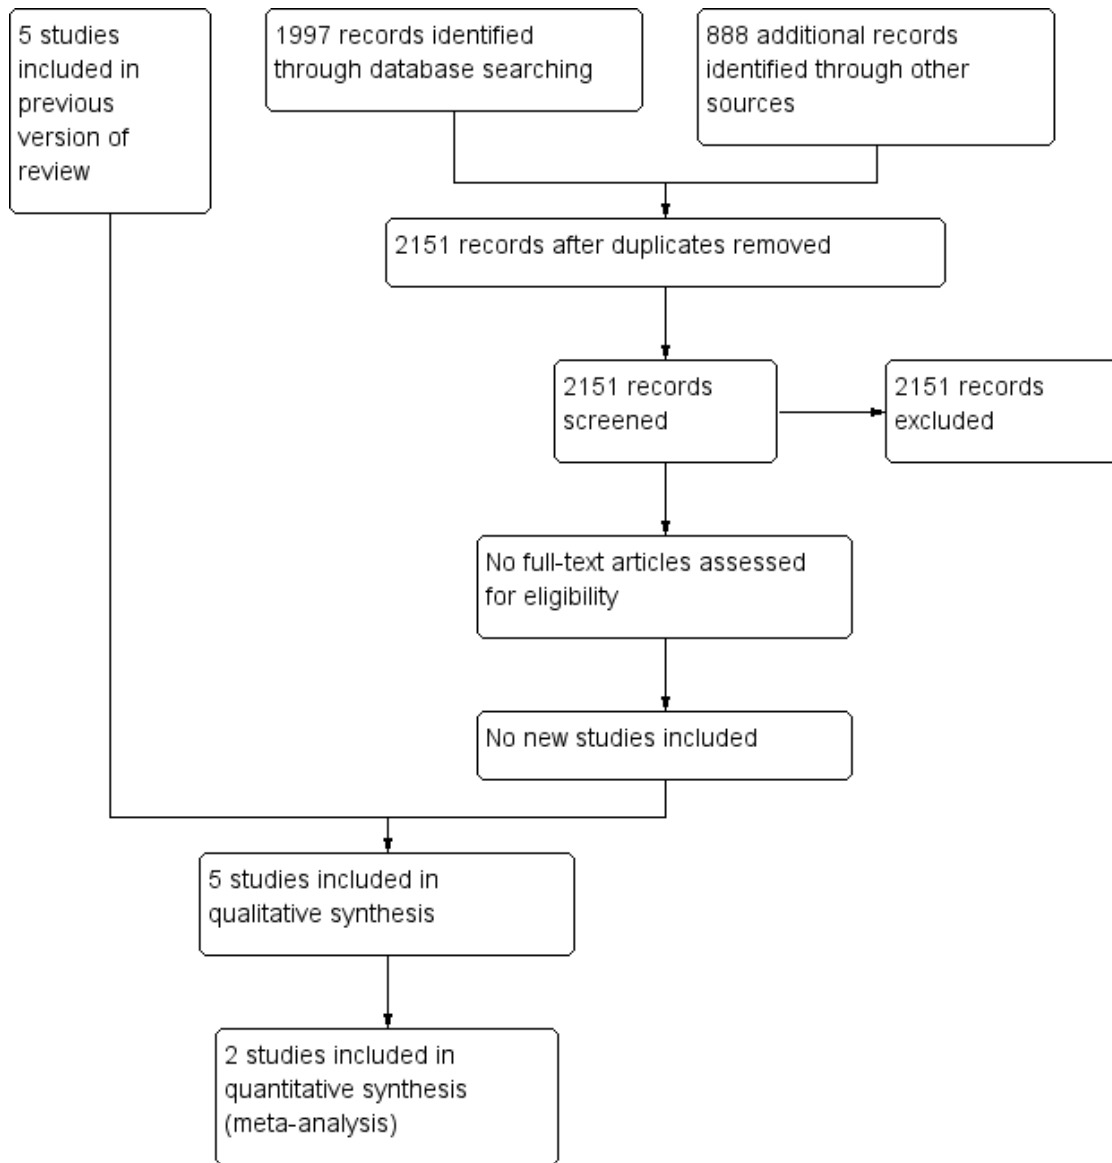 5 studies
included in
previous
version of
review
1997 records identified
through database searching
888 additional records
identified through other
sources
2151 records after duplicates removed
2151 records
screened
2151 records
excluded
No full-text articles assessed
for eligibility
No new studies included
5 studies included in
qualitative synthesis
2 studies included in
quantitative synthesis
(meta-analysis)